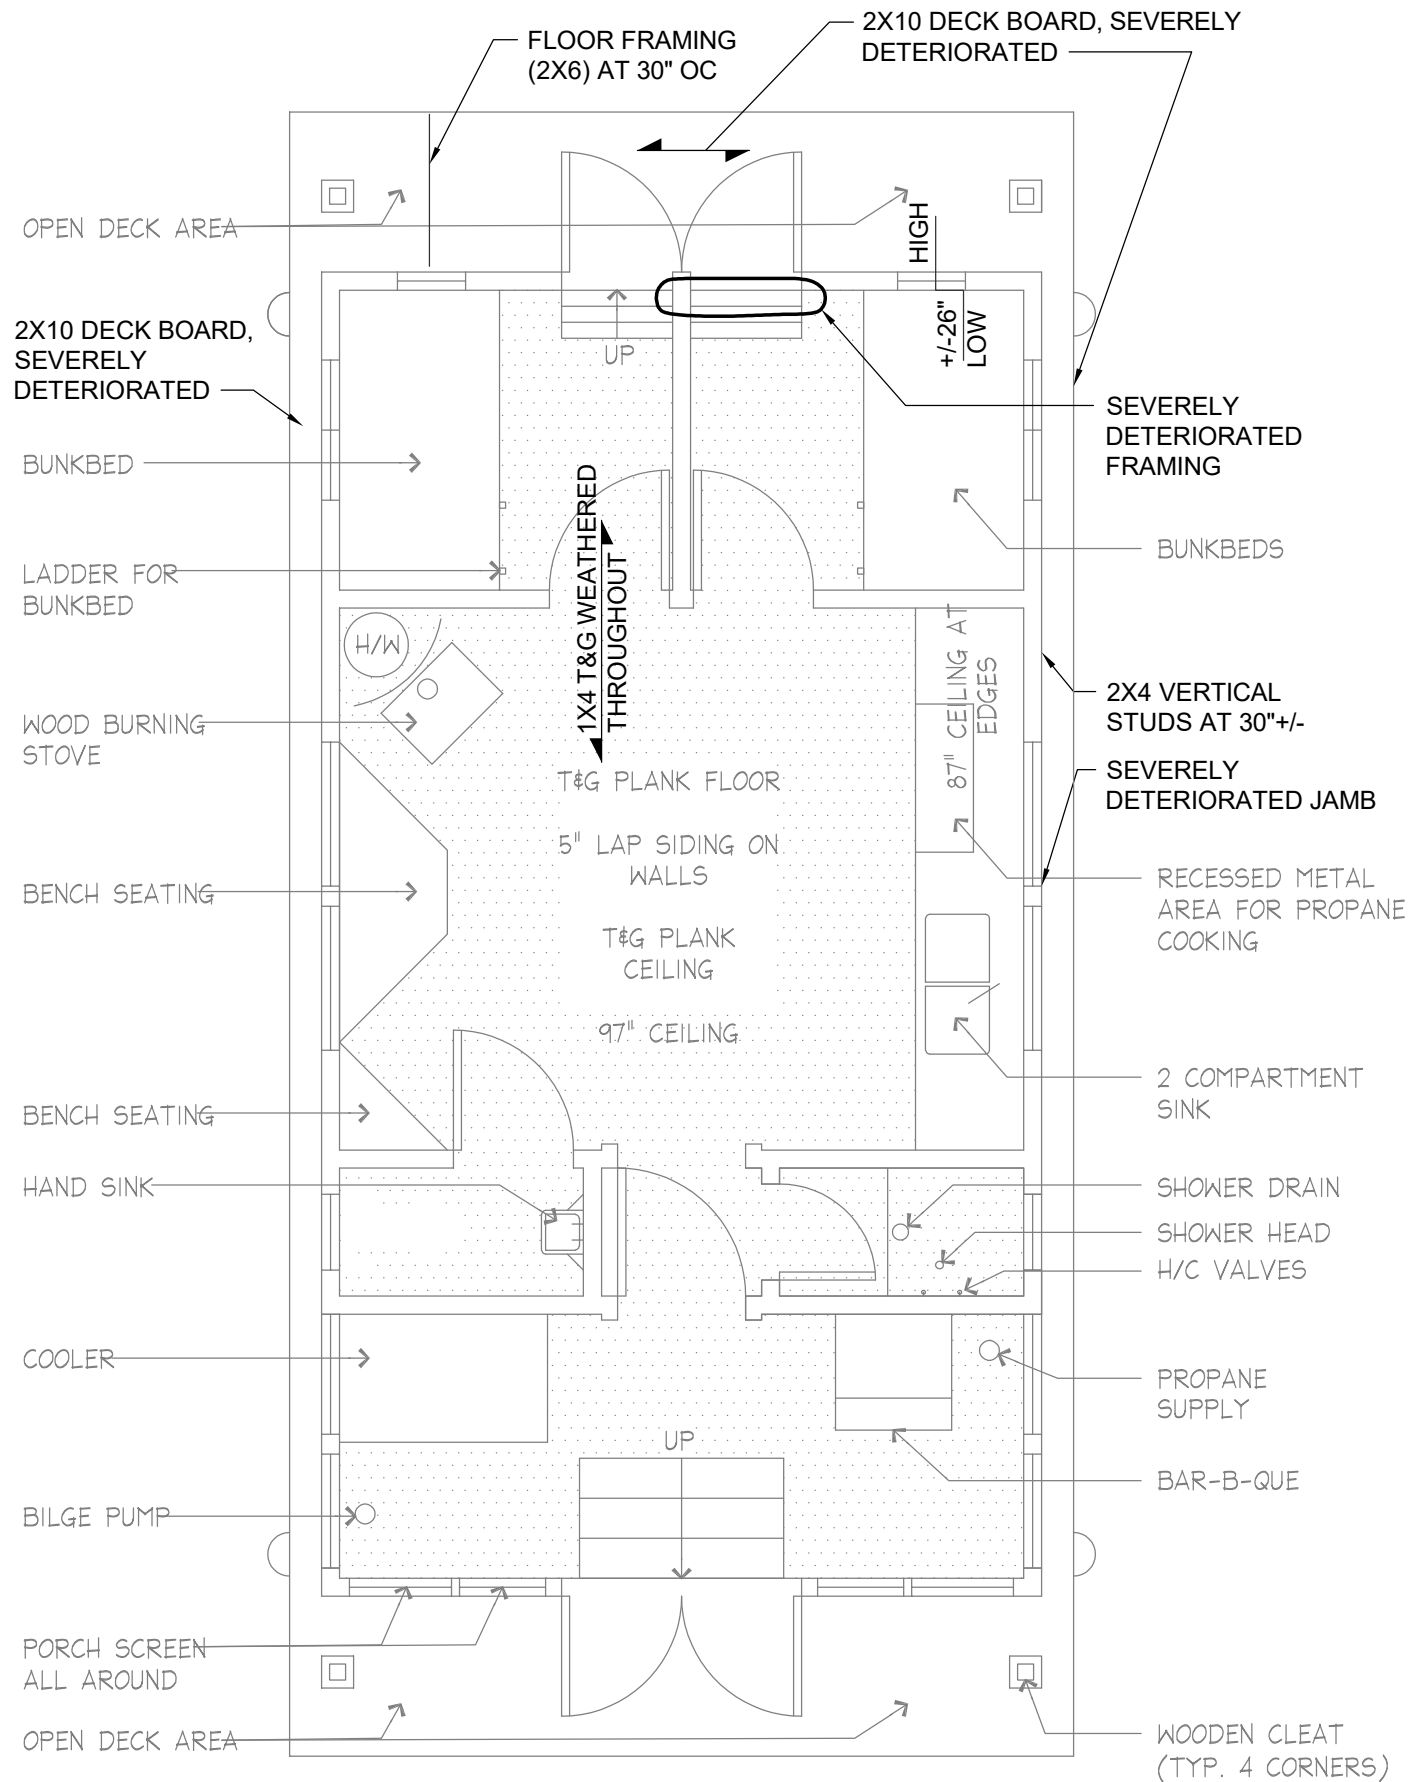 FLOOR FRAMING
(2X6) AT 30" OC
2X10 DECK BOARD, SEVERELY
DETERIORATED
OPEN DECK AREA
HIGH
+/-26"
LOW
2X10 DECK BOARD,
SEVERELY
DETERIORATED
UP
SEVERELY
DETERIORATED
FRAMING
BUNKBED
BUNKBEDS
LADDER FOR
BUNKBED
1X4 T&G WEATHERED
THROUGHOUT
H/W
87" CEILING AT
EDGES
2X4 VERTICAL
STUDS AT 30"+/-
WOOD BURNING
STOVE
SEVERELY
DETERIORATED JAMB
T&G PLANK FLOOR
5" LAP SIDING ON
WALLS
T&G PLANK
CEILING
97" CEILING
BENCH SEATING
RECESSED METAL
AREA FOR PROPANE
COOKING
2 COMPARTMENT
SINK
BENCH SEATING
HAND SINK
SHOWER DRAIN
SHOWER HEAD
H/C VALVES
COOLER
PROPANE
SUPPLY
UP
BAR-B-QUE
BILGE PUMP
PORCH SCREEN
ALL AROUND
OPEN DECK AREA
WOODEN CLEAT
(TYP. 4 CORNERS)